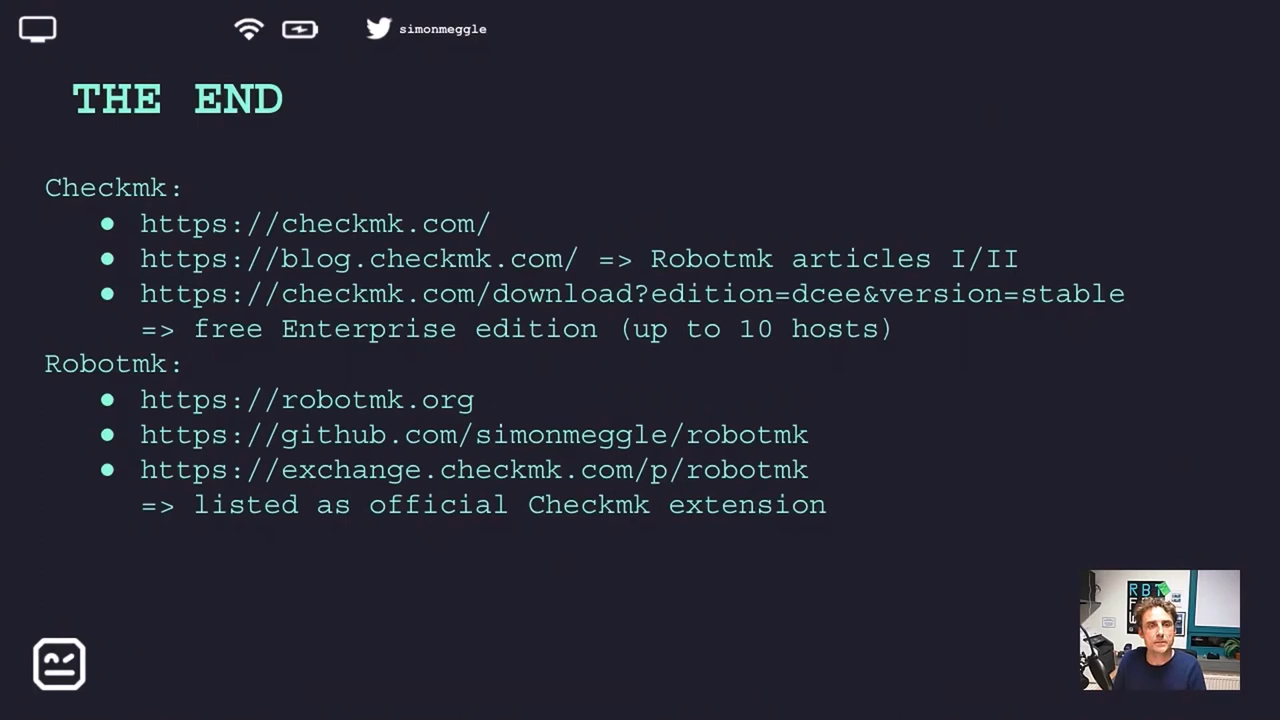 simonmeggle
THE END
Checkmk:
● https://checkmk.com/
● https://blog.checkmk.com/ => Robotmk articles I/II
● https://checkmk.com/download?edition=dcee&version=stable
=> free Enterprise edition (up to 10 hosts)
Robotmk:
● https://robotmk.org
● https://github.com/simonmeggle/robotmk
● https://exchange.checkmk.com/p/robotmk
=> listed as official Checkmk extension